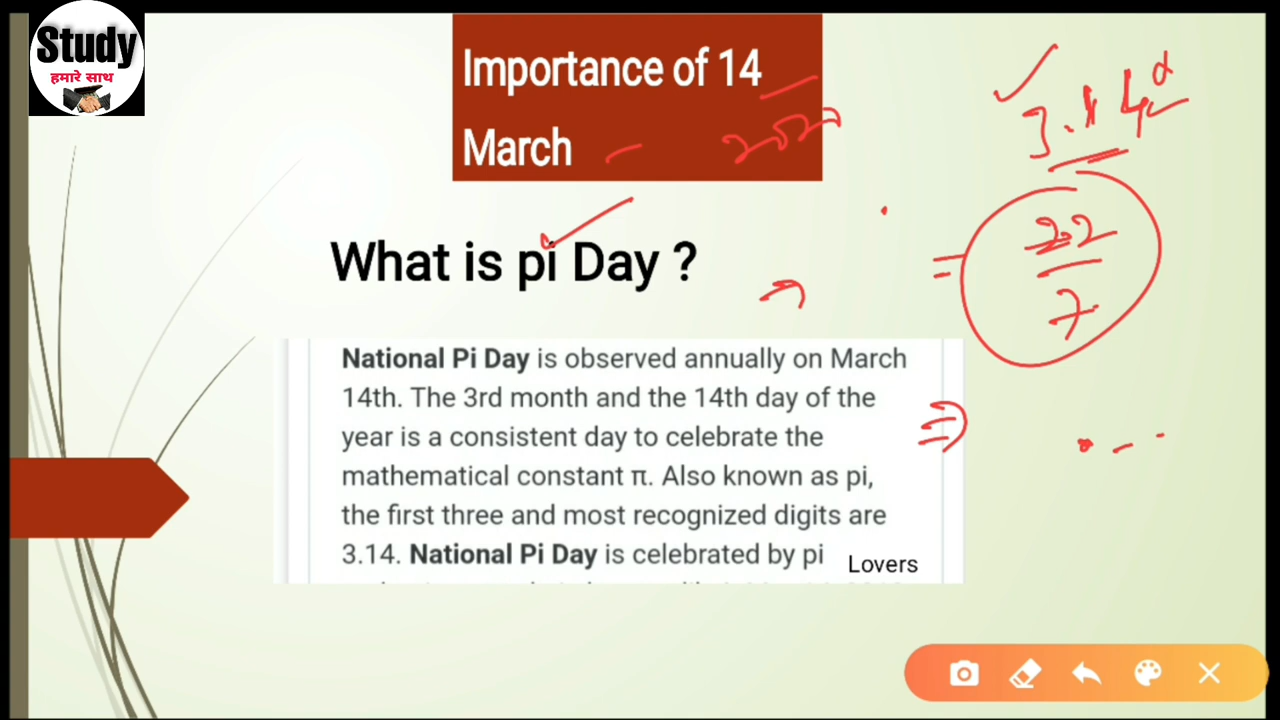 Study
हमारे साथ
Importance of 14
March
2020
3.14
22
7
What is pi Day ?
National Pi Day is observed annually on March
14th. The 3rd month and the 14th day of the
year is a consistent day to celebrate the
mathematical constant π. Also known as pi,
the first three and most recognized digits are
3.14. National Pi Day is celebrated by pi
Lovers